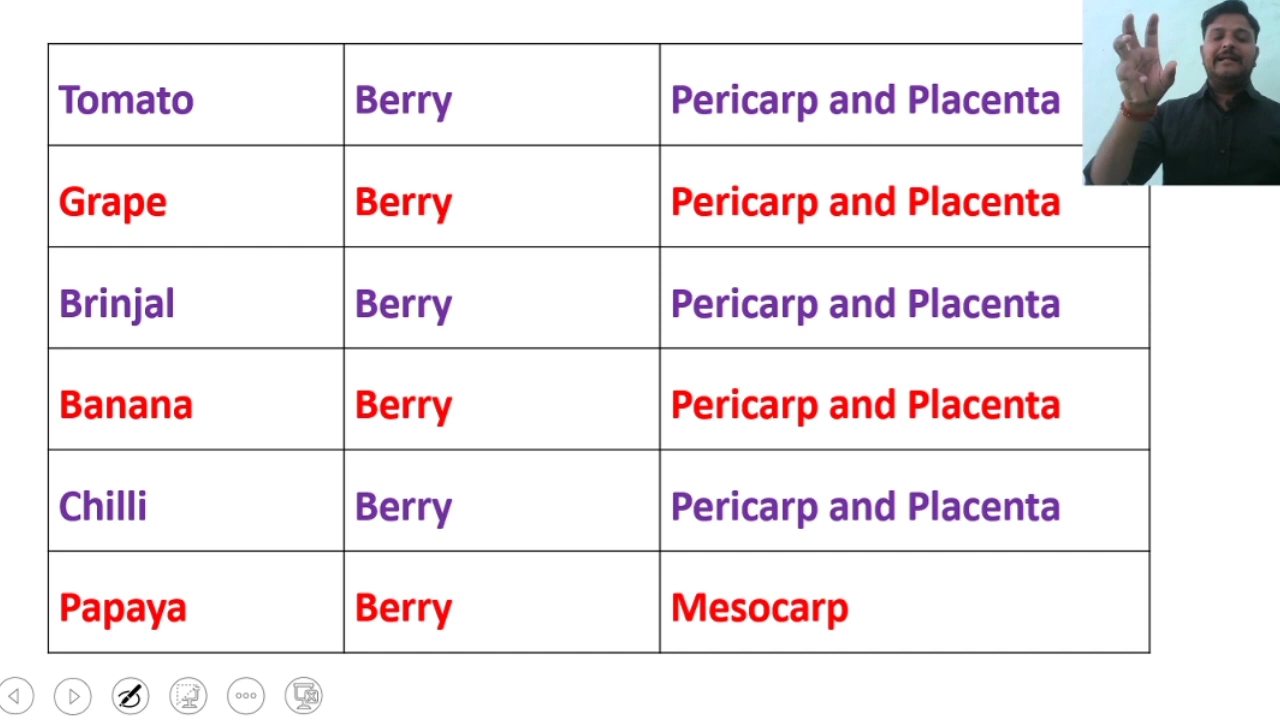 Tomato Berry Pericarp and Placenta
Grape Berry Pericarp and Placenta
Brinjal Berry Pericarp and Placenta
Banana Berry Pericarp and Placenta
Chilli Berry Pericarp and Placenta
Papaya Berry Mesocarp